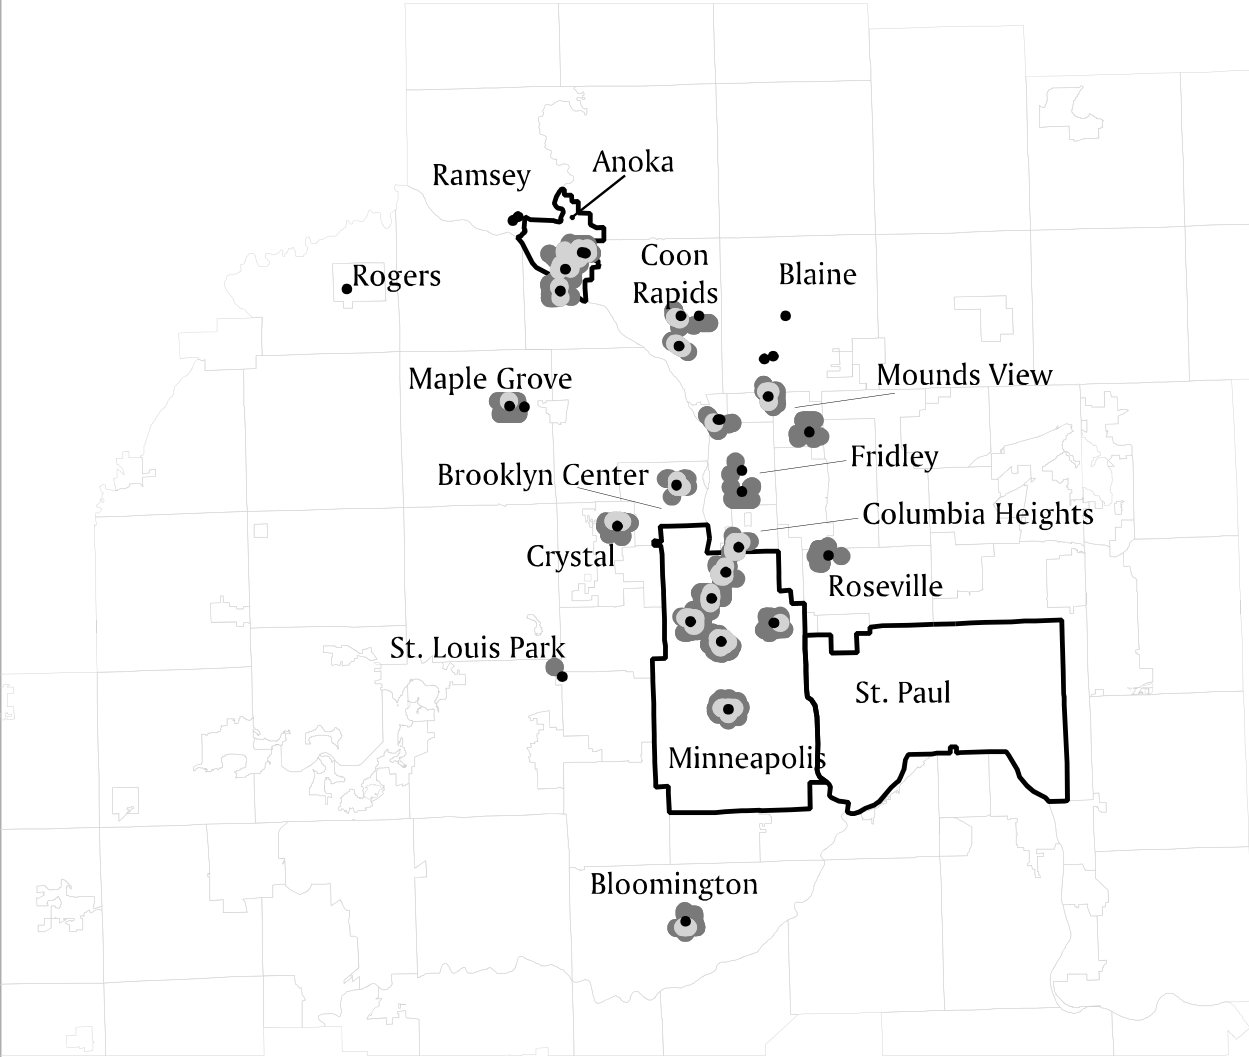 Anoka
Ramsey
Coon
Rapids
Blaine
Rogers
Maple Grove
Mounds View
Fridley
Brooklyn Center
Columbia Heights
Crystal
Roseville
St. Louis Park
St. Paul
Minneapolis
Bloomington